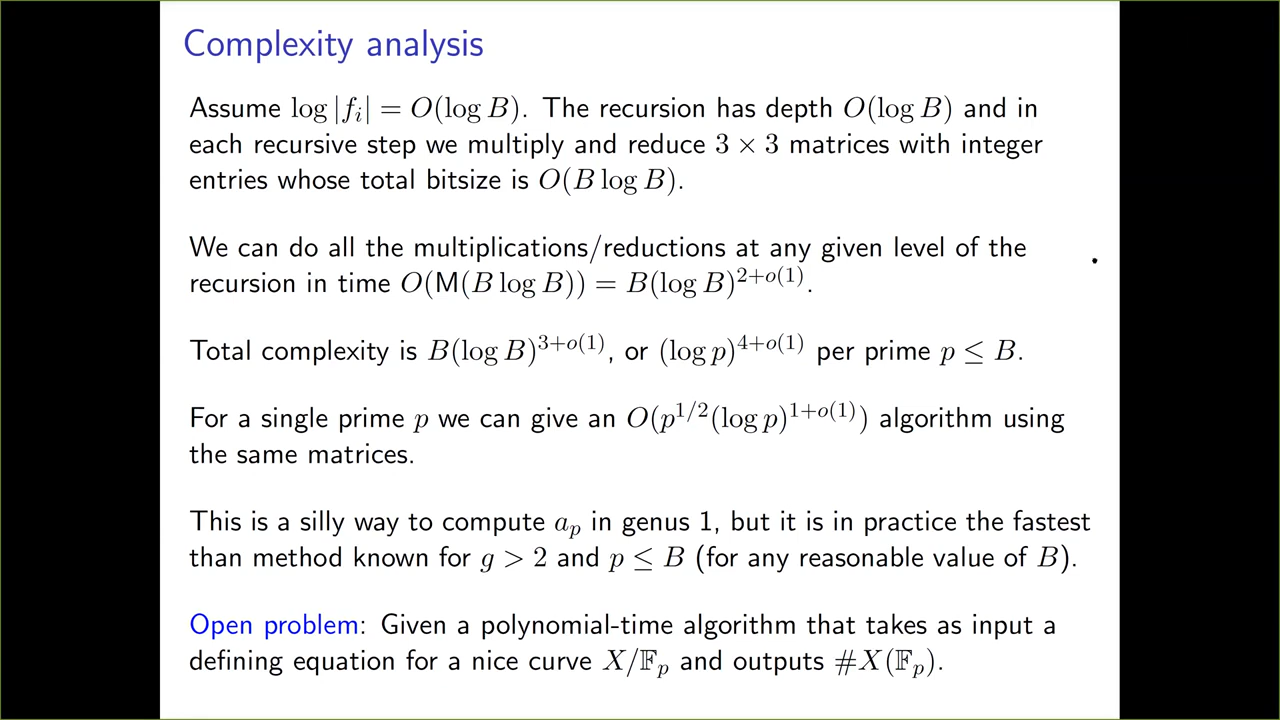 Complexity analysis
Assume log |f_i| = O(log B). The recursion has depth O(log B) and in
each recursive step we multiply and reduce 3 × 3 matrices with integer
entries whose total bitsize is O(B log B).
We can do all the multiplications/reductions at any given level of the
recursion in time O(M(B log B)) = B(log B)^{2+o(1)}.
Total complexity is B(log B)^{3+o(1)}, or (log p)^{4+o(1)} per prime p ≤ B.
For a single prime p we can give an O(p^{1/2}(log p)^{1+o(1)}) algorithm using
the same matrices.
This is a silly way to compute a_p in genus 1, but it is in practice the fastest
than method known for g > 2 and p ≤ B (for any reasonable value of B).
Open problem: Given a polynomial-time algorithm that takes as input a
defining equation for a nice curve X/𝔽_p and outputs #X(𝔽_p).